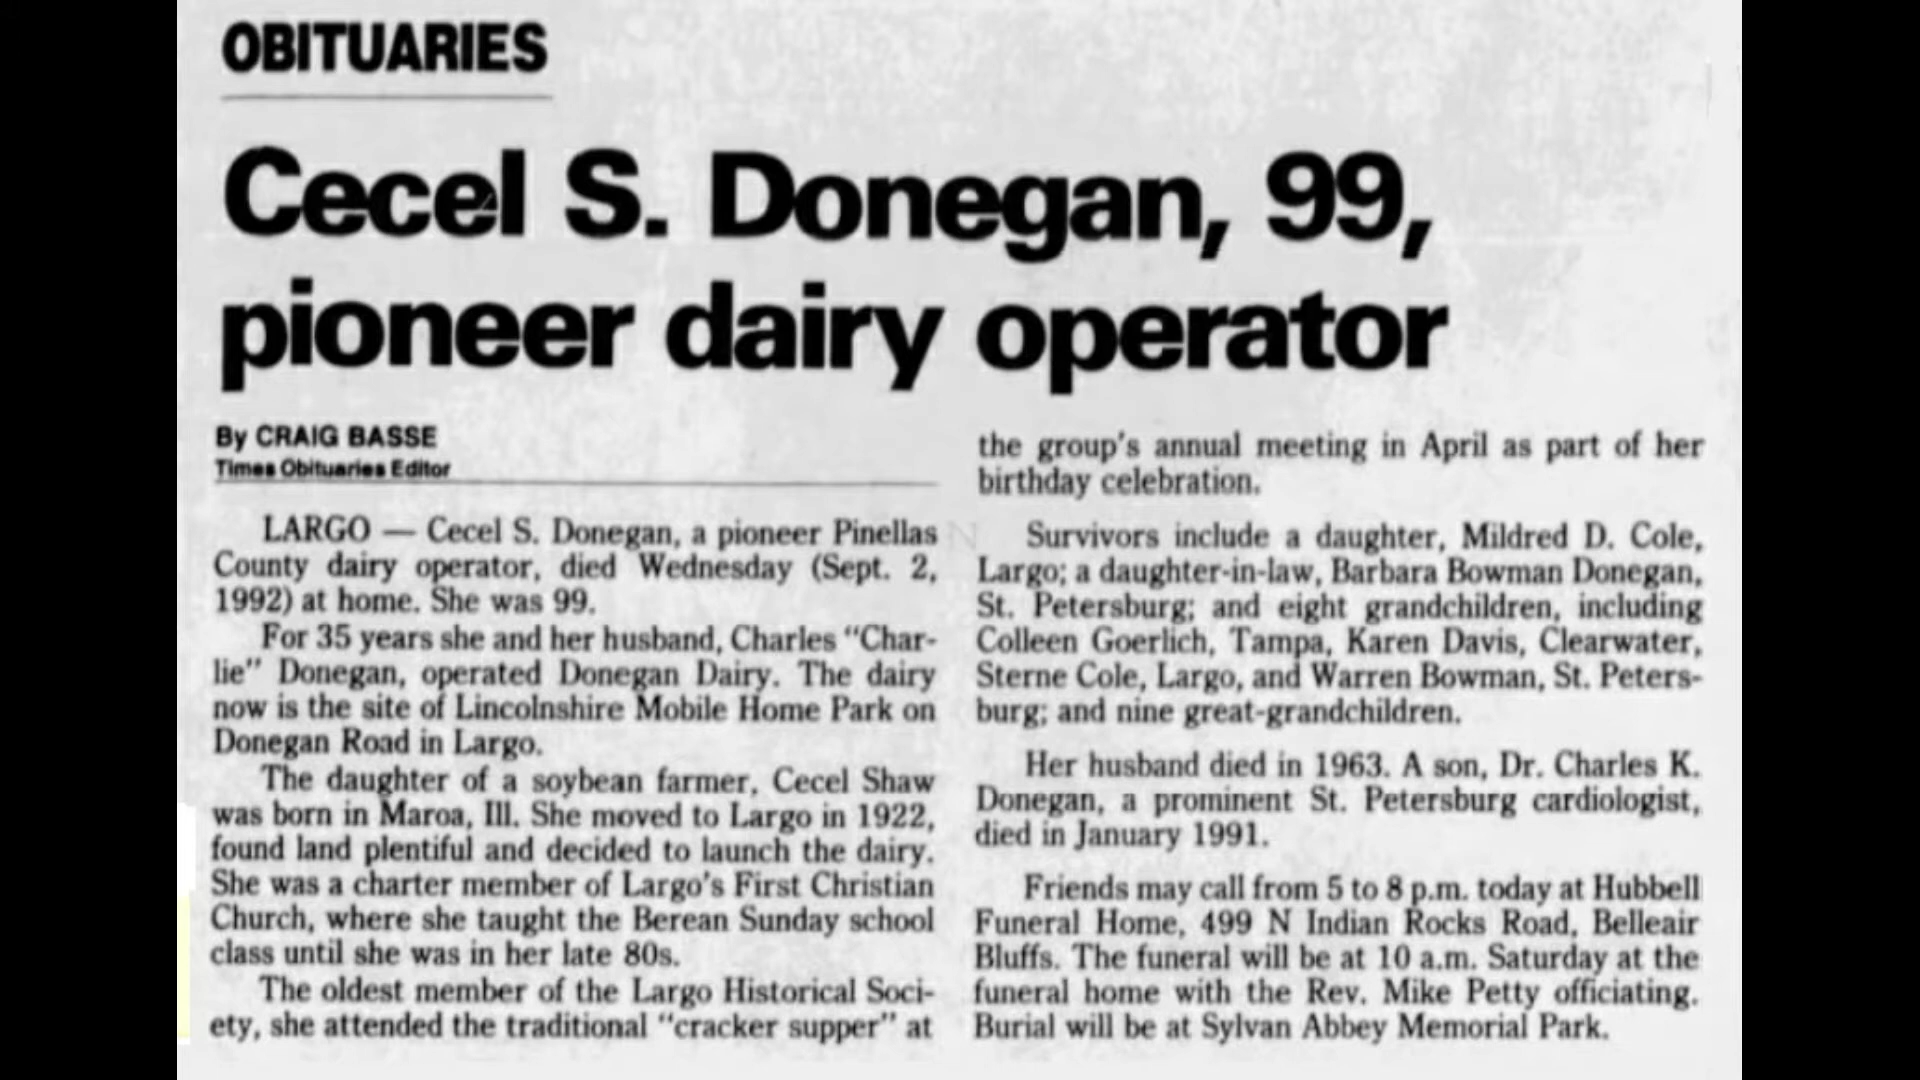 OBITUARIES
Cecel S. Donegan, 99,
pioneer dairy operator
By CRAIG BASSE
Times Obituaries Editor
LARGO — Cecel S. Donegan, a pioneer Pinellas
County dairy operator, died Wednesday (Sept. 2,
1992) at home. She was 99.
For 35 years she and her husband, Charles "Char-
lie" Donegan, operated Donegan Dairy. The dairy
now is the site of Lincolnshire Mobile Home Park on
Donegan Road in Largo.
The daughter of a soybean farmer, Cecel Shaw
was born in Maroa, Ill. She moved to Largo in 1922,
found land plentiful and decided to launch the dairy.
She was a charter member of Largo's First Christian
Church, where she taught the Berean Sunday school
class until she was in her late 80s.
The oldest member of the Largo Historical Soci-
ety, she attended the traditional "cracker supper" at
the group's annual meeting in April as part of her
birthday celebration.
Survivors include a daughter, Mildred D. Cole,
Largo; a daughter-in-law, Barbara Bowman Donegan,
St. Petersburg; and eight grandchildren, including
Colleen Goerlich, Tampa, Karen Davis, Clearwater,
Sterne Cole, Largo, and Warren Bowman, St. Peters-
burg; and nine great-grandchildren.
Her husband died in 1963. A son, Dr. Charles K.
Donegan, a prominent St. Petersburg cardiologist,
died in January 1991.
Friends may call from 5 to 8 p.m. today at Hubbell
Funeral Home, 499 N Indian Rocks Road, Belleair
Bluffs. The funeral will be at 10 a.m. Saturday at the
funeral home with the Rev. Mike Petty officiating.
Burial will be at Sylvan Abbey Memorial Park.